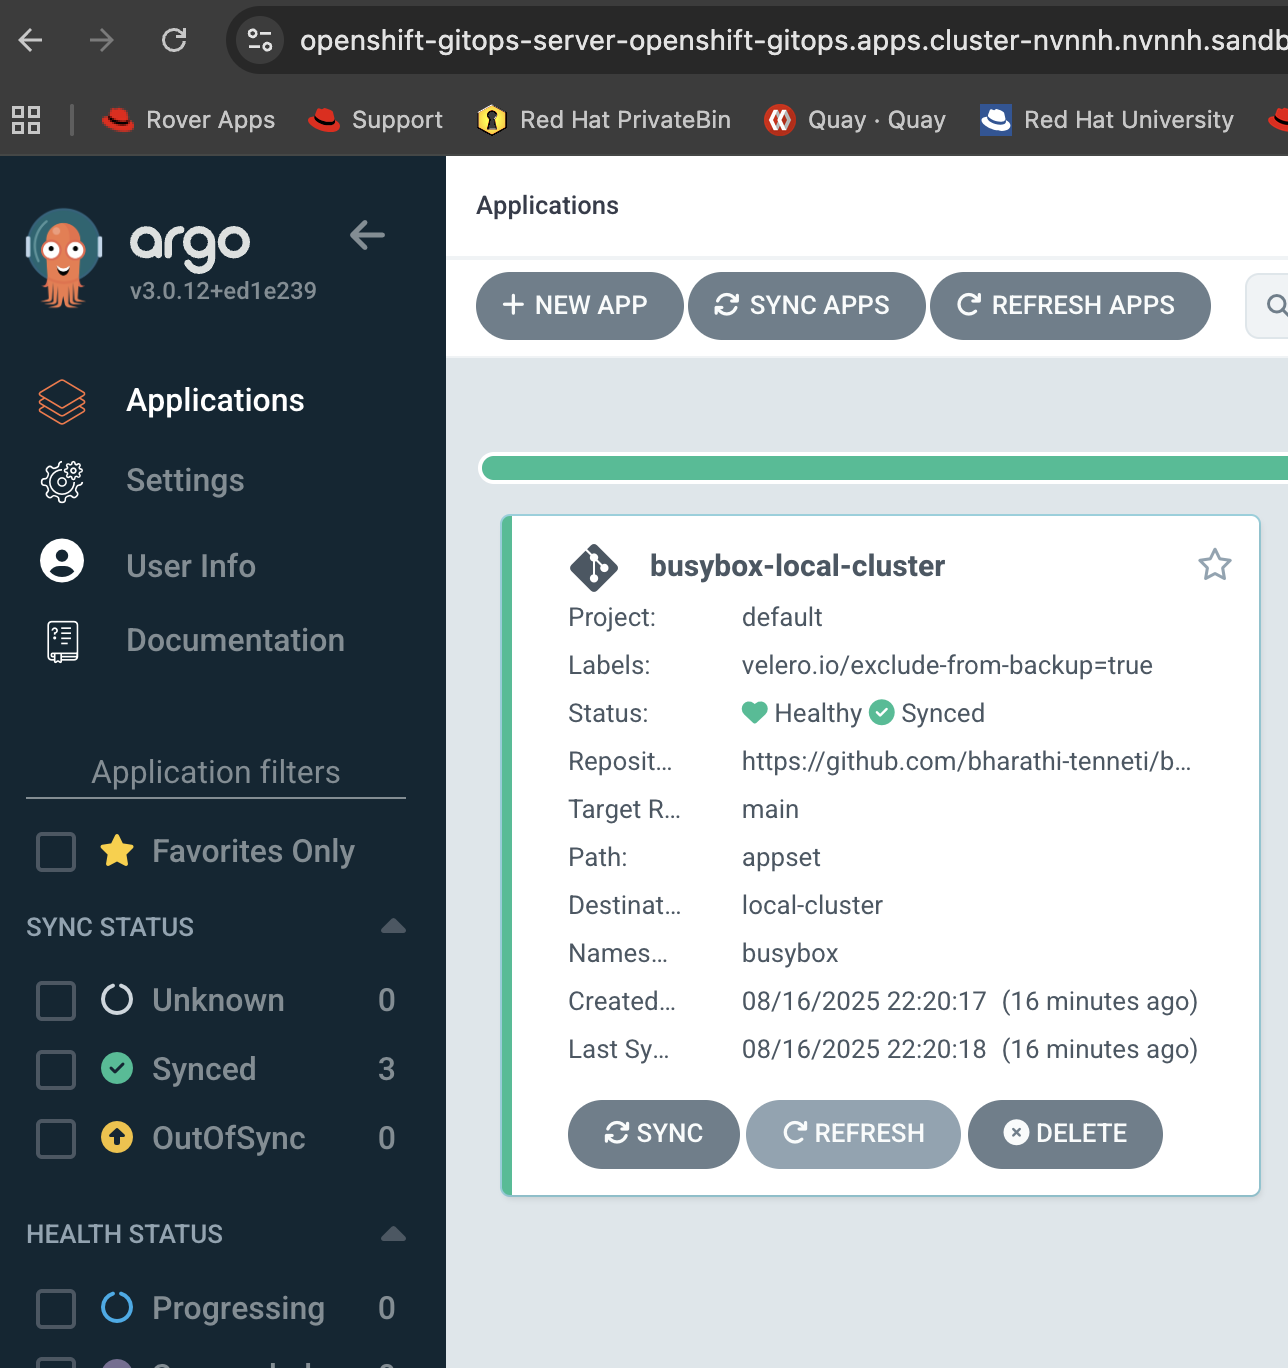 openshift-gitops-server-openshift-gitops.apps.cluster-nvnnh.nvnnh.sandb
Rover Apps Support Red Hat PrivateBin Quay · Quay Red Hat University
argo
v3.0.12+ed1e239
Applications
Settings
User Info
Documentation
Application filters
Favorites Only
SYNC STATUS
Unknown 0
Synced 3
OutOfSync 0
HEALTH STATUS
Progressing 0
Applications
NEW APP SYNC APPS REFRESH APPS
busybox-local-cluster
Project: default
Labels: velero.io/exclude-from-backup=true
Status: Healthy Synced
Reposit... https://github.com/bharathi-tenneti/b...
Target R... main
Path: appset
Destinat... local-cluster
Names... busybox
Created... 08/16/2025 22:20:17 (16 minutes ago)
Last Sy... 08/16/2025 22:20:18 (16 minutes ago)
SYNC REFRESH DELETE